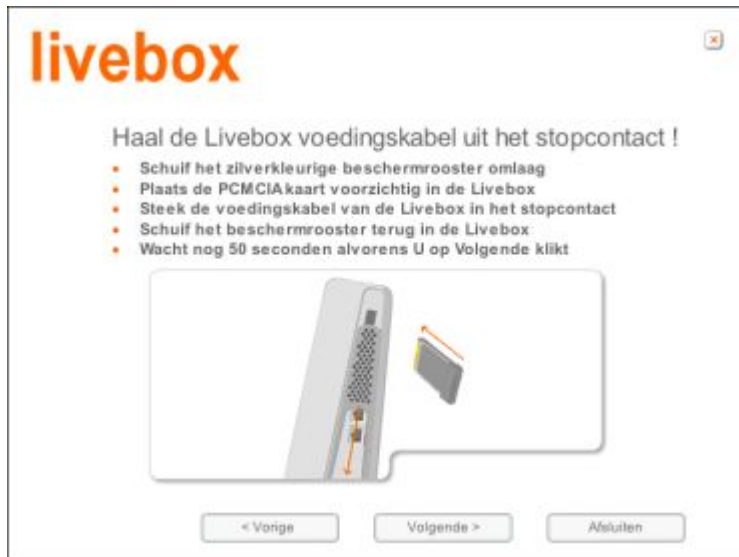 livebox
Haal de Livebox voedingskabel uit het stopcontact !
Schuif het zilverkleurige beschermrooster omlaag
Plaats de PCMCIAkaart voorzichtig in de Livebox
Steek de voedingskabel van de Livebox in het stopcontact
Schuif het beschermrooster terug in de Livebox
Wacht nog 50 seconden alvorens U op Volgende klikt
< Vorige
Volgende >
Afsluiten